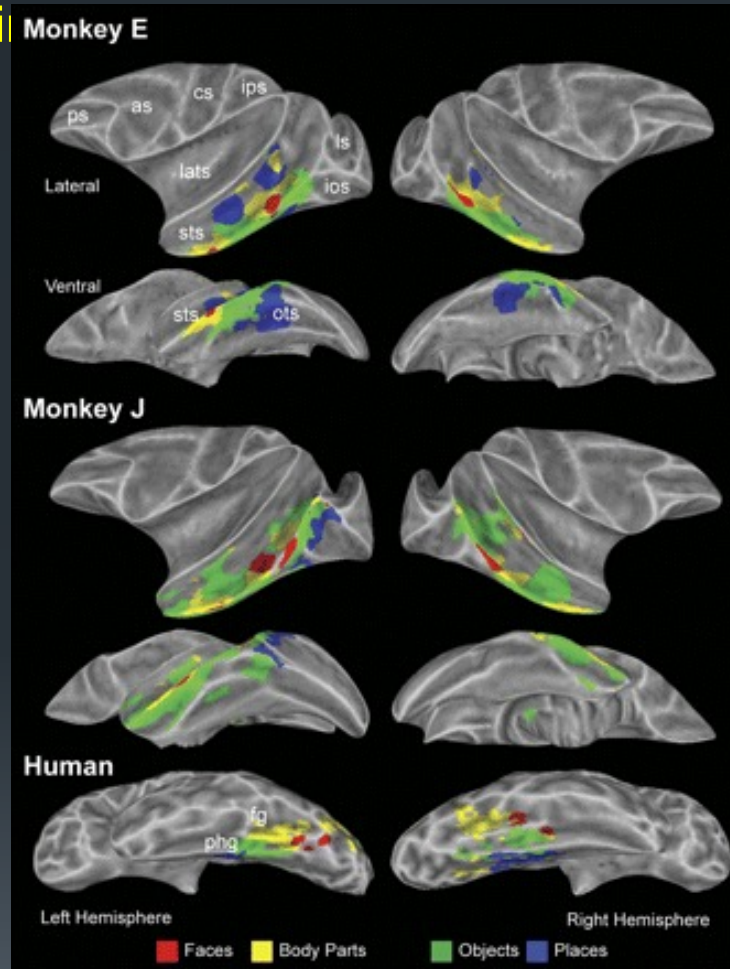 Monkey E
ps as cs ips
lats ls
Lateral ios
sts
Ventral
sts ots
Monkey J
Human
fg
phg
Left Hemisphere Right Hemisphere
Faces Body Parts Objects Places